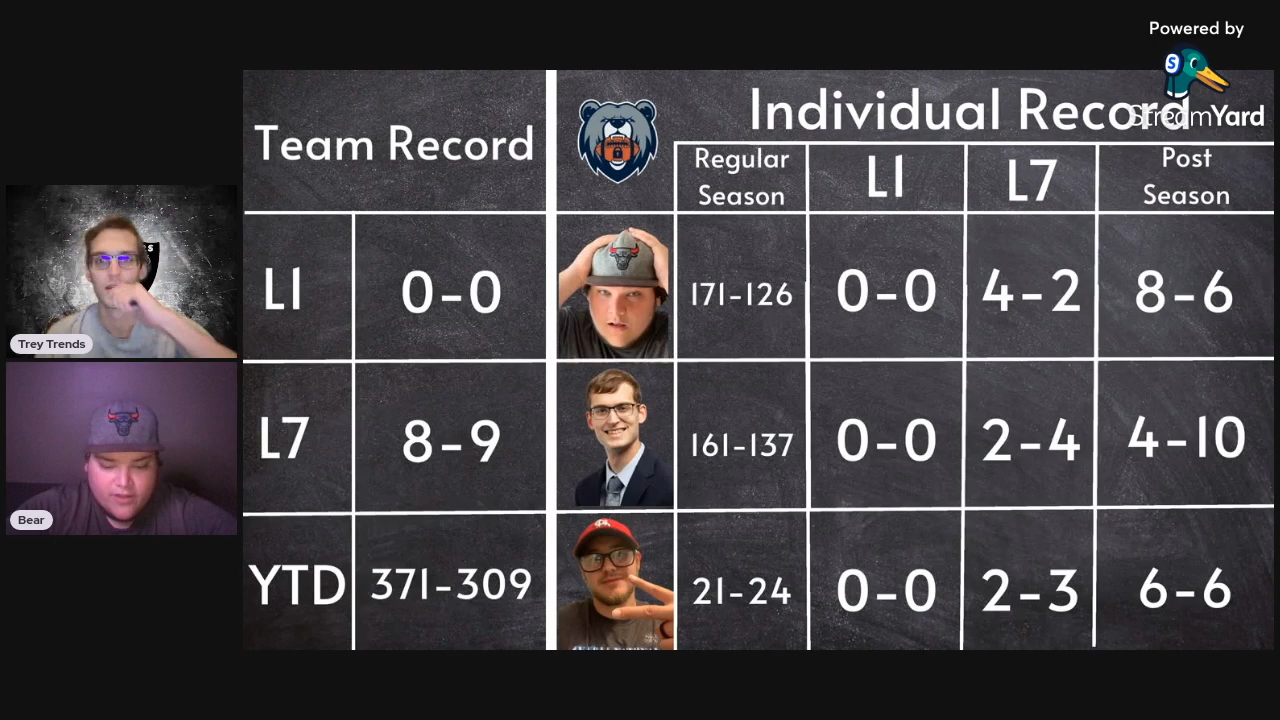 Powered by
StreamYard
Team Record
Individual Record
Regular
Season
L1
L7
Post
Season
L1
0-0
171-126
0-0
4-2
8-6
L7
8-9
161-137
0-0
2-4
4-10
YTD
371-309
21-24
0-0
2-3
6-6
Trey Trends
Bear